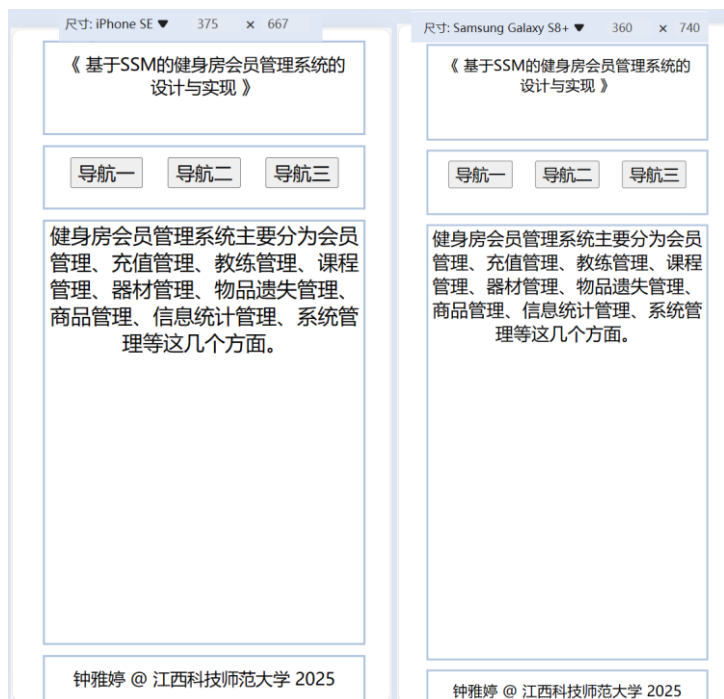 尺寸: iPhone SE ▼ 375 × 667
《 基于SSM的健身房会员管理系统的
设计与实现 》
导航一 导航二 导航三
健身房会员管理系统主要分为会员
管理、充值管理、教练管理、课程
管理、器材管理、物品遗失管理、
商品管理、信息统计管理、系统管
理等这几个方面。
钟雅婷 @ 江西科技师范大学 2025
尺寸: Samsung Galaxy S8+ ▼ 360 × 740
《 基于SSM的健身房会员管理系统的
设计与实现 》
导航一 导航二 导航三
健身房会员管理系统主要分为会员
管理、充值管理、教练管理、课程
管理、器材管理、物品遗失管理、
商品管理、信息统计管理、系统管
理等这几个方面。
钟雅婷 @ 江西科技师范大学 2025